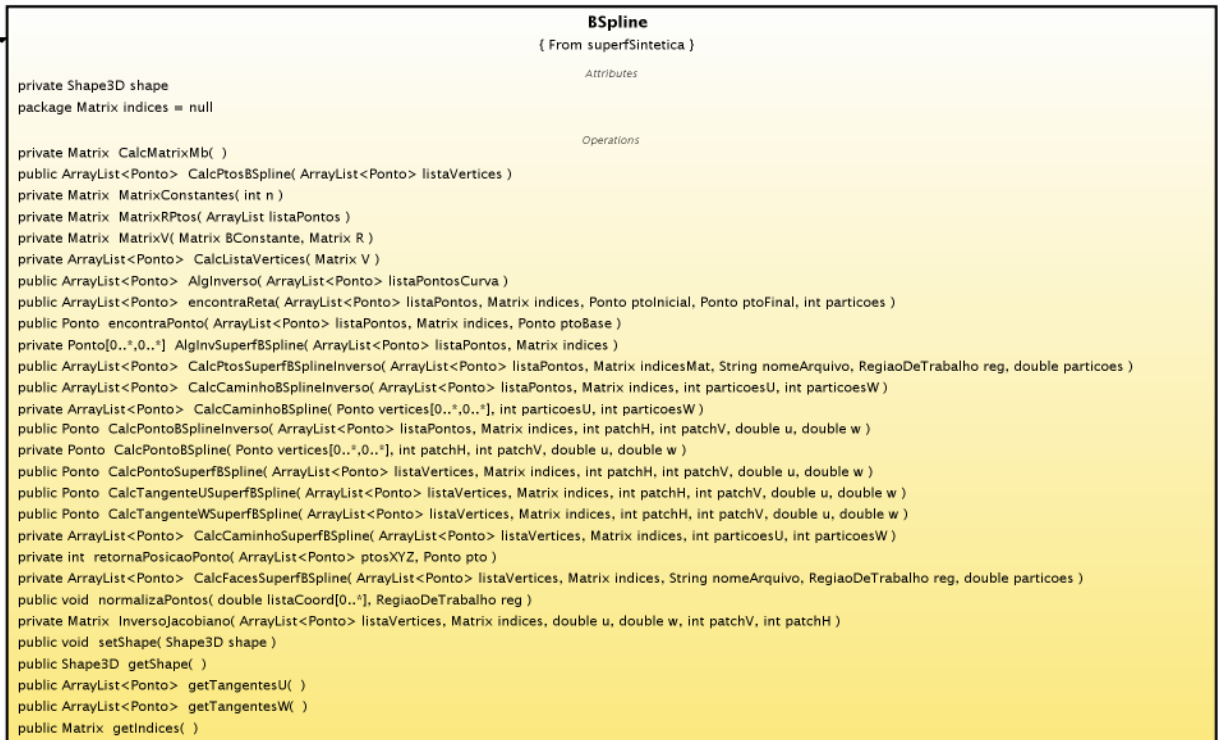 BSpline
{ From superfSintetica }
Attributes
private Shape3D shape
package Matrix indices = null
Operations
private Matrix CalcMatrixMb( )
public ArrayList<Ponto> CalcPtosBSpline( ArrayList<Ponto> listaVertices )
private Matrix MatrixConstantes( int n )
private Matrix MatrixRPtos( ArrayList listaPontos )
private Matrix MatrixV( Matrix BConstante, Matrix R )
private ArrayList<Ponto> CalcListaVertices( Matrix V )
public ArrayList<Ponto> AlgInverso( ArrayList<Ponto> listaPontosCurva )
public ArrayList<Ponto> encontraReta( ArrayList<Ponto> listaPontos, Matrix indices, Ponto ptoInicial, Ponto ptoFinal, int particoes )
public Ponto encontraPonto( ArrayList<Ponto> listaPontos, Matrix indices, Ponto ptoBase )
private Ponto[0..*,0..*] AlgInvSuperfBSpline( ArrayList<Ponto> listaPontos, Matrix indices )
public ArrayList<Ponto> CalcPtosSuperfBSplineInverso( ArrayList<Ponto> listaPontos, Matrix indicesMat, String nomeArquivo, RegiaoDeTrabalho reg, double particoes )
public ArrayList<Ponto> CalcCaminhoBSplineInverso( ArrayList<Ponto> listaPontos, Matrix indices, int particoesU, int particoesW )
private ArrayList<Ponto> CalcCaminhoBSpline( Ponto vertices[0..*,0..*], int particoesU, int particoesW )
public Ponto CalcPontoBSplineInverso( ArrayList<Ponto> listaPontos, Matrix indices, int patchH, int patchV, double u, double w )
private Ponto CalcPontoBSpline( Ponto vertices[0..*,0..*], int patchH, int patchV, double u, double w )
public Ponto CalcPontoSuperfBSpline( ArrayList<Ponto> listaVertices, Matrix indices, int patchH, int patchV, double u, double w )
public Ponto CalcTangenteUSuperfBSpline( ArrayList<Ponto> listaVertices, Matrix indices, int patchH, int patchV, double u, double w )
public Ponto CalcTangenteWSuperfBSpline( ArrayList<Ponto> listaVertices, Matrix indices, int patchH, int patchV, double u, double w )
private ArrayList<Ponto> CalcCaminhoSuperfBSpline( ArrayList<Ponto> listaVertices, Matrix indices, int particoesU, int particoesW )
private int retornaPosicaoPonto( ArrayList<Ponto> ptosXYZ, Ponto pto )
private ArrayList<Ponto> CalcFacesSuperfBSpline( ArrayList<Ponto> listaVertices, Matrix indices, String nomeArquivo, RegiaoDeTrabalho reg, double particoes )
public void normalizaPontos( double listaCoord[0..*], RegiaoDeTrabalho reg )
private Matrix InversoJacobiano( ArrayList<Ponto> listaVertices, Matrix indices, double u, double w, int patchV, int patchH )
public void setShape( Shape3D shape )
public Shape3D getShape( )
public ArrayList<Ponto> getTangentesU( )
public ArrayList<Ponto> getTangentesW( )
public Matrix getIndices( )